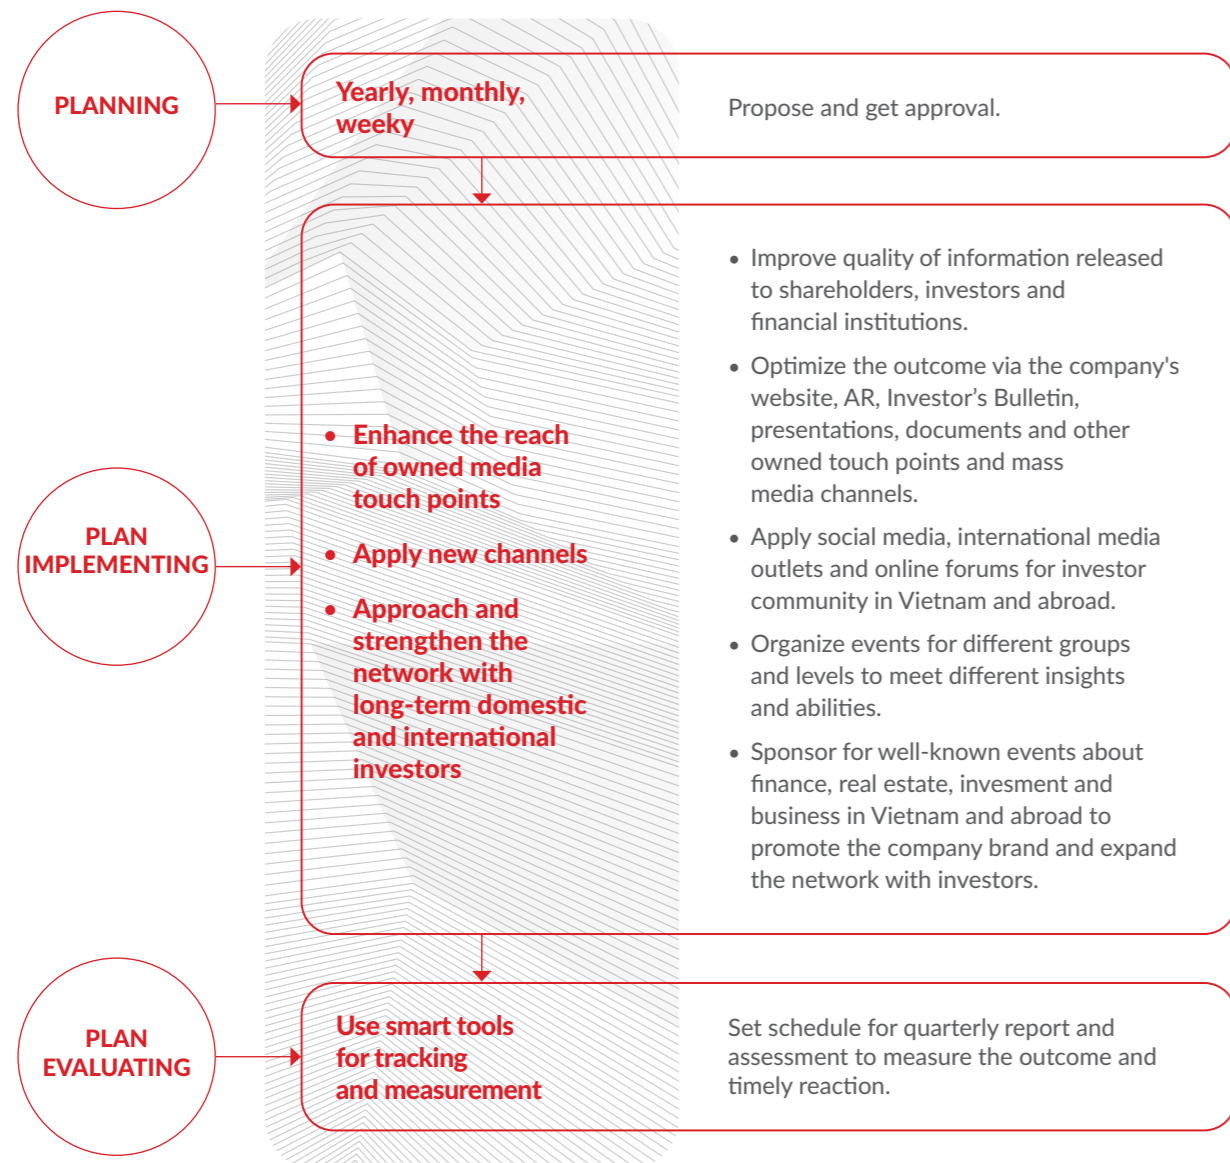 PLANNING
Yearly, monthly,
weeky
Propose and get approval.
PLAN
IMPLEMENTING
• Enhance the reach
of owned media
touch points
• Apply new channels
• Approach and
strengthen the
network with
long-term domestic
and international
investors
• Improve quality of information released
to shareholders, investors and
financial institutions.
• Optimize the outcome via the company's
website, AR, Investor’s Bulletin,
presentations, documents and other
owned touch points and mass
media channels.
• Apply social media, international media
outlets and online forums for investor
community in Vietnam and abroad.
• Organize events for different groups
and levels to meet different insights
and abilities.
• Sponsor for well-known events about
finance, real estate, invesment and
business in Vietnam and abroad to
promote the company brand and expand
the network with investors.
PLAN
EVALUATING
Use smart tools
for tracking
and measurement
Set schedule for quarterly report and
assessment to measure the outcome and
timely reaction.